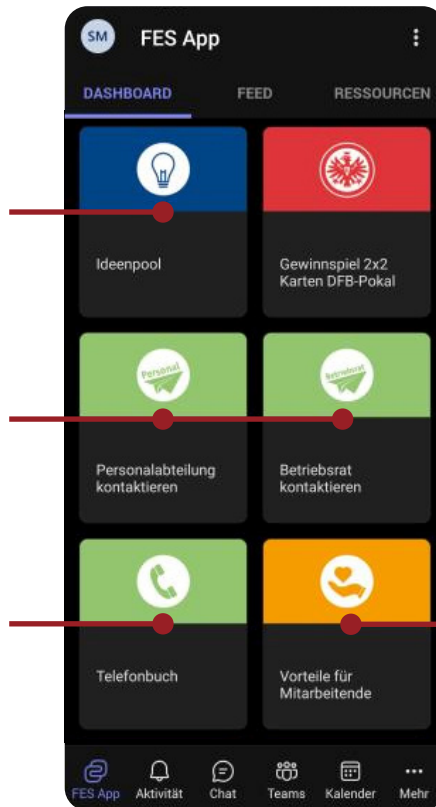 SM FES App
DASHBOARD FEED RESSOURCEN
Ideenpool
Gewinnspiel 2x2
Karten DFB-Pokal
Personal
Betriebsrat
Personalabteilung
kontaktieren
Betriebsrat
kontaktieren
Telefonbuch
Vorteile für
Mitarbeitende
FES App Aktivität Chat Teams Kalender Mehr